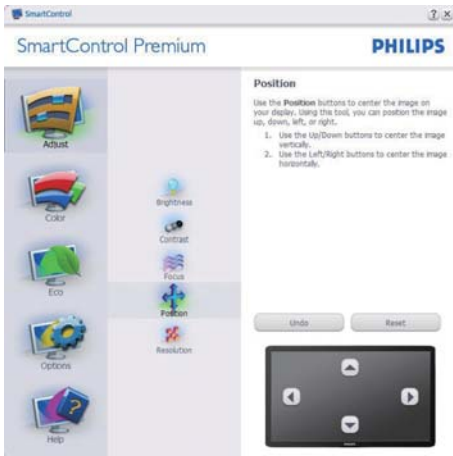 SmartControl
SmartControl Premium
PHILIPS
Adjust
Color
Eco
Options
Help
Brightness
Contrast
Focus
Position
Resolution
Position
Use the Position buttons to center the image on
your display. Using this tool, you can position the image
up, down, left, or right.
1. Use the Up/Down buttons to center the image
vertically.
2. Use the Left/Right buttons to center the image
horizontally.
Undo Reset